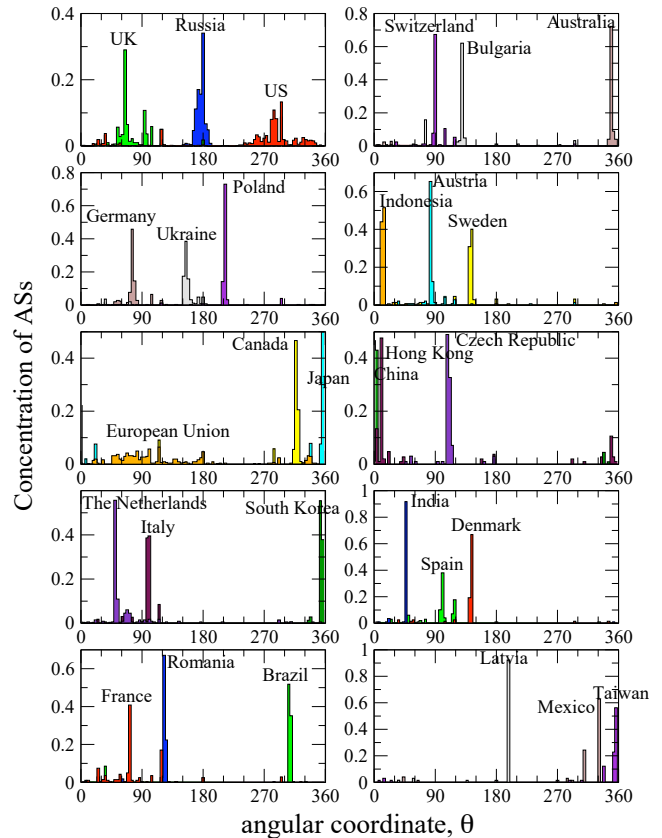 UK
Russia
US
0.4
0.2
0
0 90 180 270 360
Switzerland
Bulgaria
Australia
0.8
0.6
0.4
0.2
0
0 90 180 270 360
Germany
Ukraine
Poland
0.8
0.6
0.4
0.2
0
0 90 180 270 360
Indonesia
Austria
Sweden
0.6
0.4
0.2
0
0 90 180 270 360
Canada
Japan
European Union
0.4
0.2
0
0 90 180 270 360
Hong Kong
China
Czech Republic
0.4
0.2
0
0 90 180 270 360
The Netherlands
Italy
South Korea
0.4
0.2
0
0 90 180 270 360
India
Denmark
Spain
1
0.8
0.6
0.4
0.2
0
0 90 180 270 360
France
Romania
Brazil
0.6
0.4
0.2
0
0 90 180 270 360
Latvia
Mexico
Taiwan
1
0.8
0.6
0.4
0.2
0
0 90 180 270 360
Concentration of ASs
angular coordinate, θ